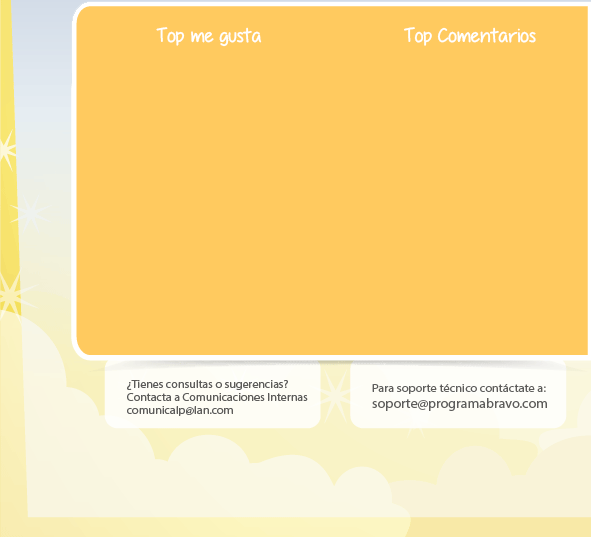 Top me gusta
Top Comentarios
¿Tienes consultas o sugerencias?
Contacta a Comunicaciones Internas
comunicalp@lan.com
Para soporte técnico contáctate a:
soporte@programabravo.com